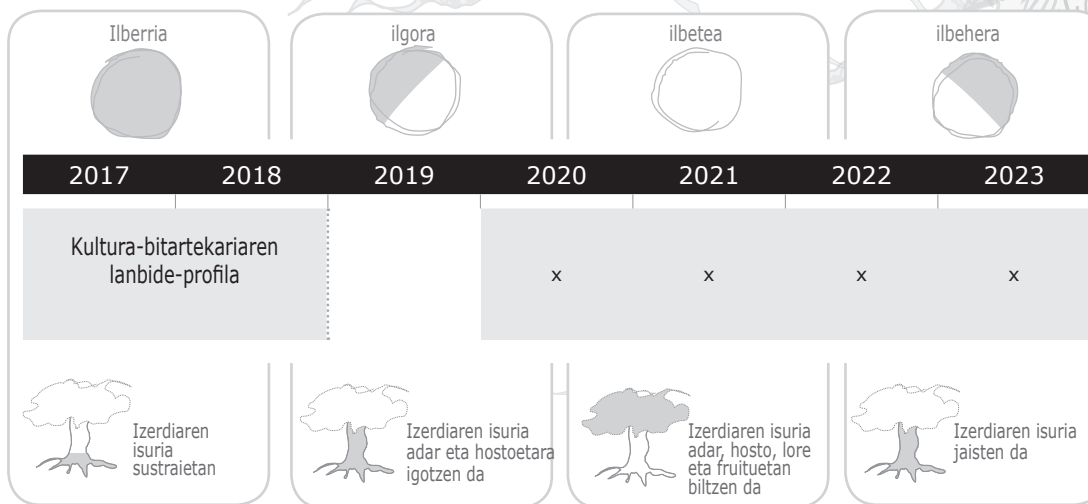 Ilberria
ilgora
ilbetea
ilbehera
2017 2018 2019 2020 2021 2022 2023
Kultura-bitartekariaren
lanbide-profila
x x x x
Izerdiaren
isuria
sustraietan
Izerdiaren isuria
adar eta hostoetara
igotzen da
Izerdiaren isuria
adar, hosto, lore
eta fruituetan
biltzen da
Izerdiaren isuria
jaisten da